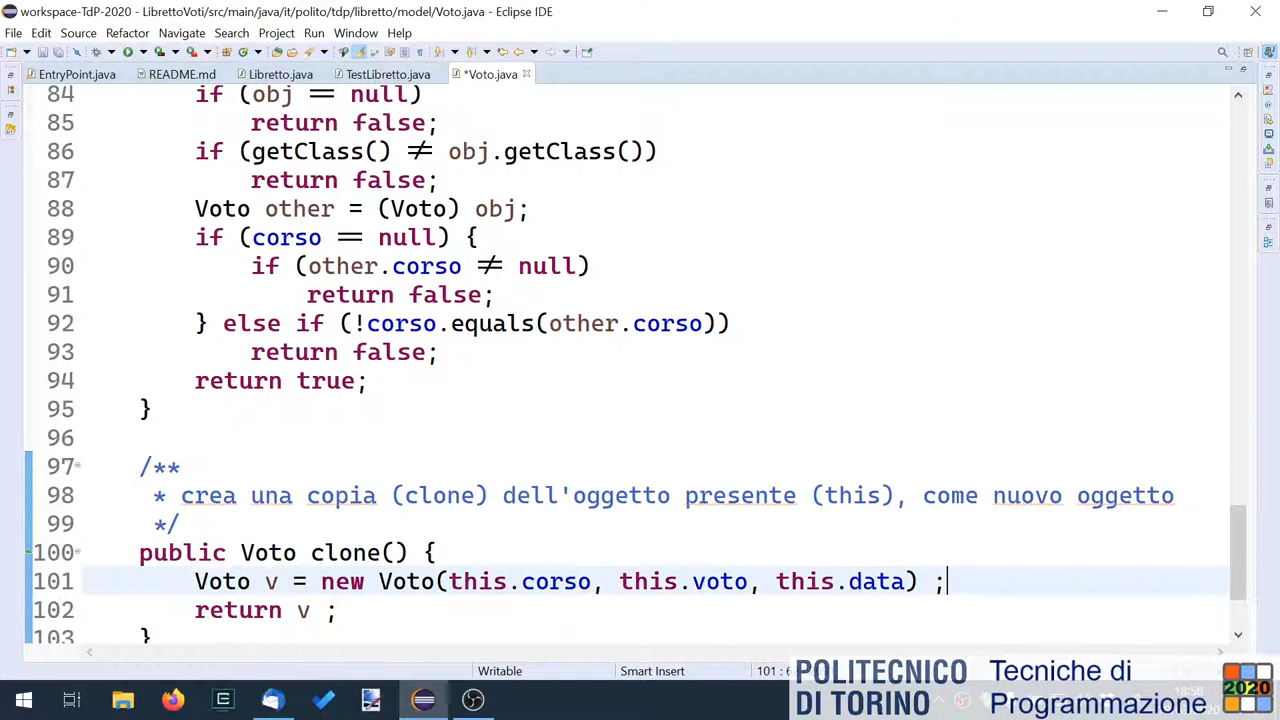 workspace-TdP-2020 - LibrettoVoti/src/main/java/it/polito/tdp/libretto/model/Voto.java - Eclipse IDE
File Edit Source Refactor Navigate Search Project Run Window Help
EntryPoint.java README.md Libretto.java TestLibretto.java *Voto.java
84 if (obj == null)
85 return false;
86 if (getClass() ≠ obj.getClass())
87 return false;
88 Voto other = (Voto) obj;
89 if (corso == null) {
90 if (other.corso ≠ null)
91 return false;
92 } else if (!corso.equals(other.corso))
93 return false;
94 return true;
95 }
96
97 /**
98 * crea una copia (clone) dell'oggetto presente (this), come nuovo oggetto
99 */
100 public Voto clone() {
101 Voto v = new Voto(this.corso, this.voto, this.data) ;
102 return v ;
103 }
Writable Smart Insert 101 : 6
POLITECNICO DI TORINO
Tecniche di Programmazione
2020
18:58